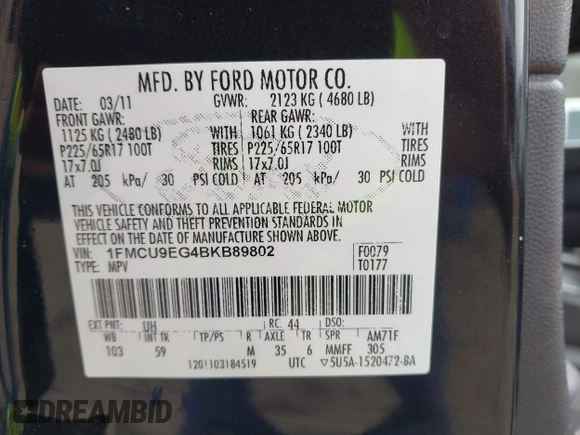 MFD. BY FORD MOTOR CO.
DATE: 03/11 GVWR: 2123 KG ( 4680 LB)
FRONT GAWR: REAR GAWR:
1125 KG ( 2480 LB) WITH 1061 KG ( 2340 LB) WITH
P225/65R17 100T TIRES P225/65R17 100T TIRES
17x7.0J RIMS 17x7.0J RIMS
AT 205 kPa/ 30 PSI COLD AT 205 kPa/ 30 PSI COLD
THIS VEHICLE CONFORMS TO ALL APPLICABLE FEDERAL MOTOR
VEHICLE SAFETY AND THEFT PREVENTION STANDARDS IN
EFFECT ON THE DATE OF MANUFACTURE SHOWN ABOVE.
VIN: 1FMCU9EG4BKB89802 F0079
TYPE: MPV T0177
EXT PNT: UH RC: 44 DSO:
WB INT TR TP/PS R AXLE TR SPR AM71F
103 59 M 35 6 MMFF 305
1201103184519 UTC ▽5U5A-1520472-BA
DREAMBID